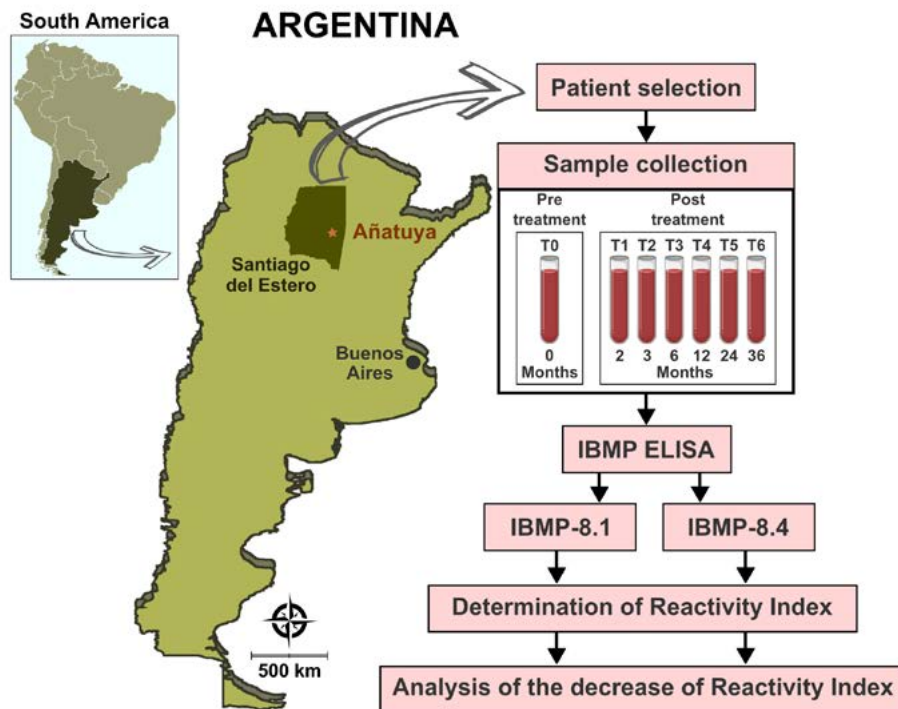 South America
ARGENTINA
Añatuya
Santiago
del Estero
Buenos
Aires
500 km
Patient selection
Sample collection
Pre
treatment
T0
0
Months
Post
treatment
T1 T2 T3 T4 T5 T6
2 3 6 12 24 36
Months
IBMP ELISA
IBMP-8.1
IBMP-8.4
Determination of Reactivity Index
Analysis of the decrease of Reactivity Index